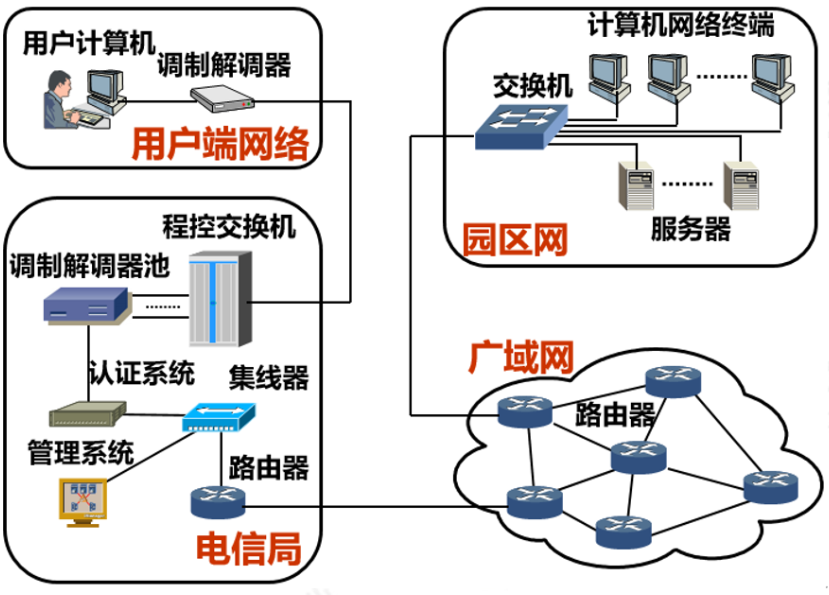 用户计算机
调制解调器
用户端网络
计算机网络终端
交换机
园区网
服务器
程控交换机
调制解调器池
认证系统
集线器
管理系统
路由器
电信局
广域网
路由器